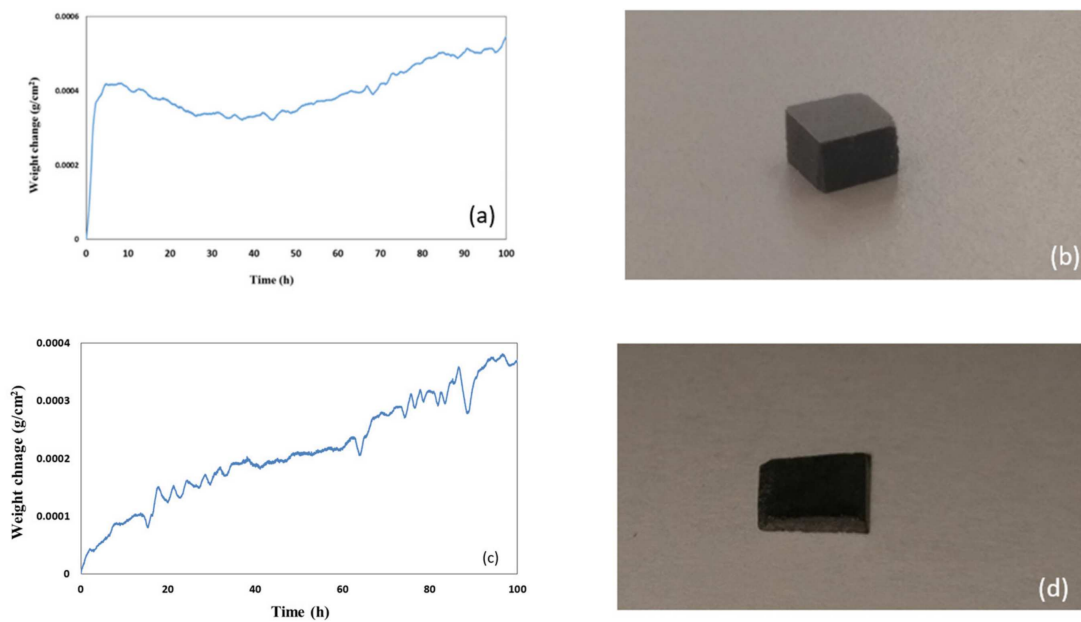 0.0006
0.0004
0.0002
0
Weight change (g/cm²)
0 10 20 30 40 50 60 70 80 90 100
Time (h)
(a)
(b)
0.0004
0.0003
0.0002
0.0001
0
Weight chnage (g/cm²)
0 20 40 60 80 100
Time (h)
(c)
(d)